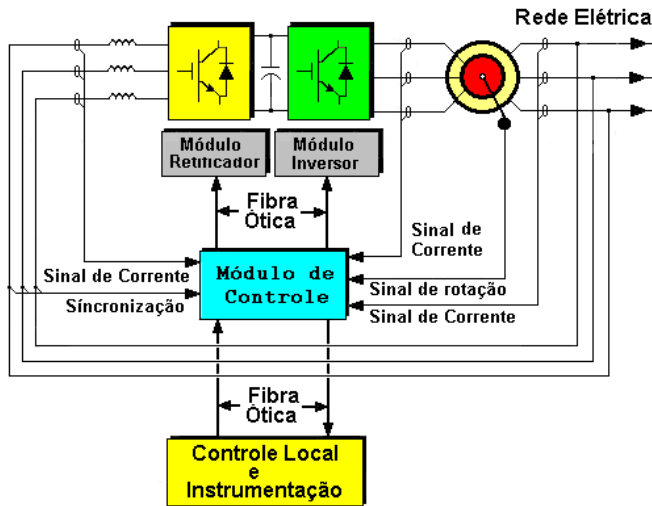 Rede Elétrica
Módulo
Retificador
Módulo
Inversor
Fibra
Ótica
Sinal de
Corrente
Sinal de Corrente
Módulo de
Controle
Sinal de rotação
Síncronização
Sinal de Corrente
Fibra
Ótica
Controle Local
e
Instrumentação